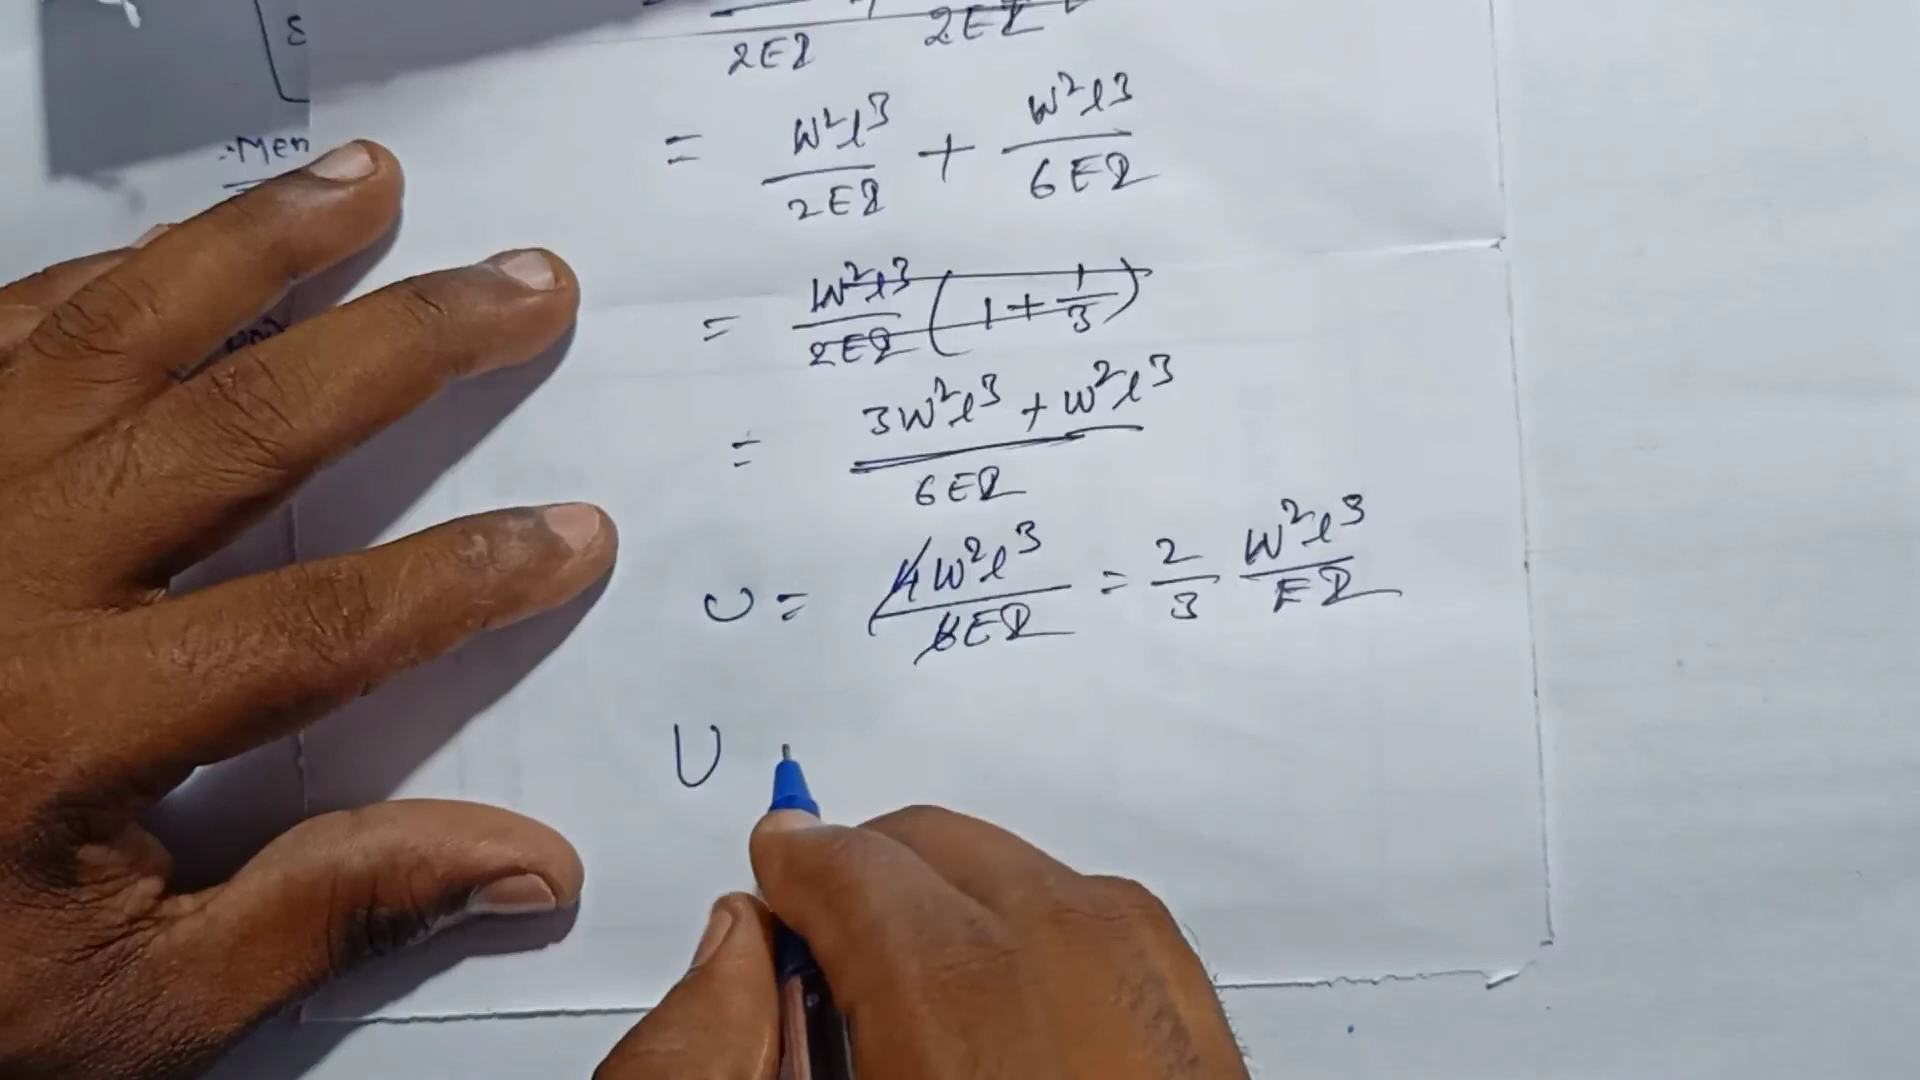 ε
2EI 2EI
∴ Men
= W²l³/2EI + W²l³/6EI
= W²l³/2EI (1 + 1/3)
= 3W²l³ + W²l³/6EI
U = 4W²l³/6EI = 2/3 W²l³/EI
U